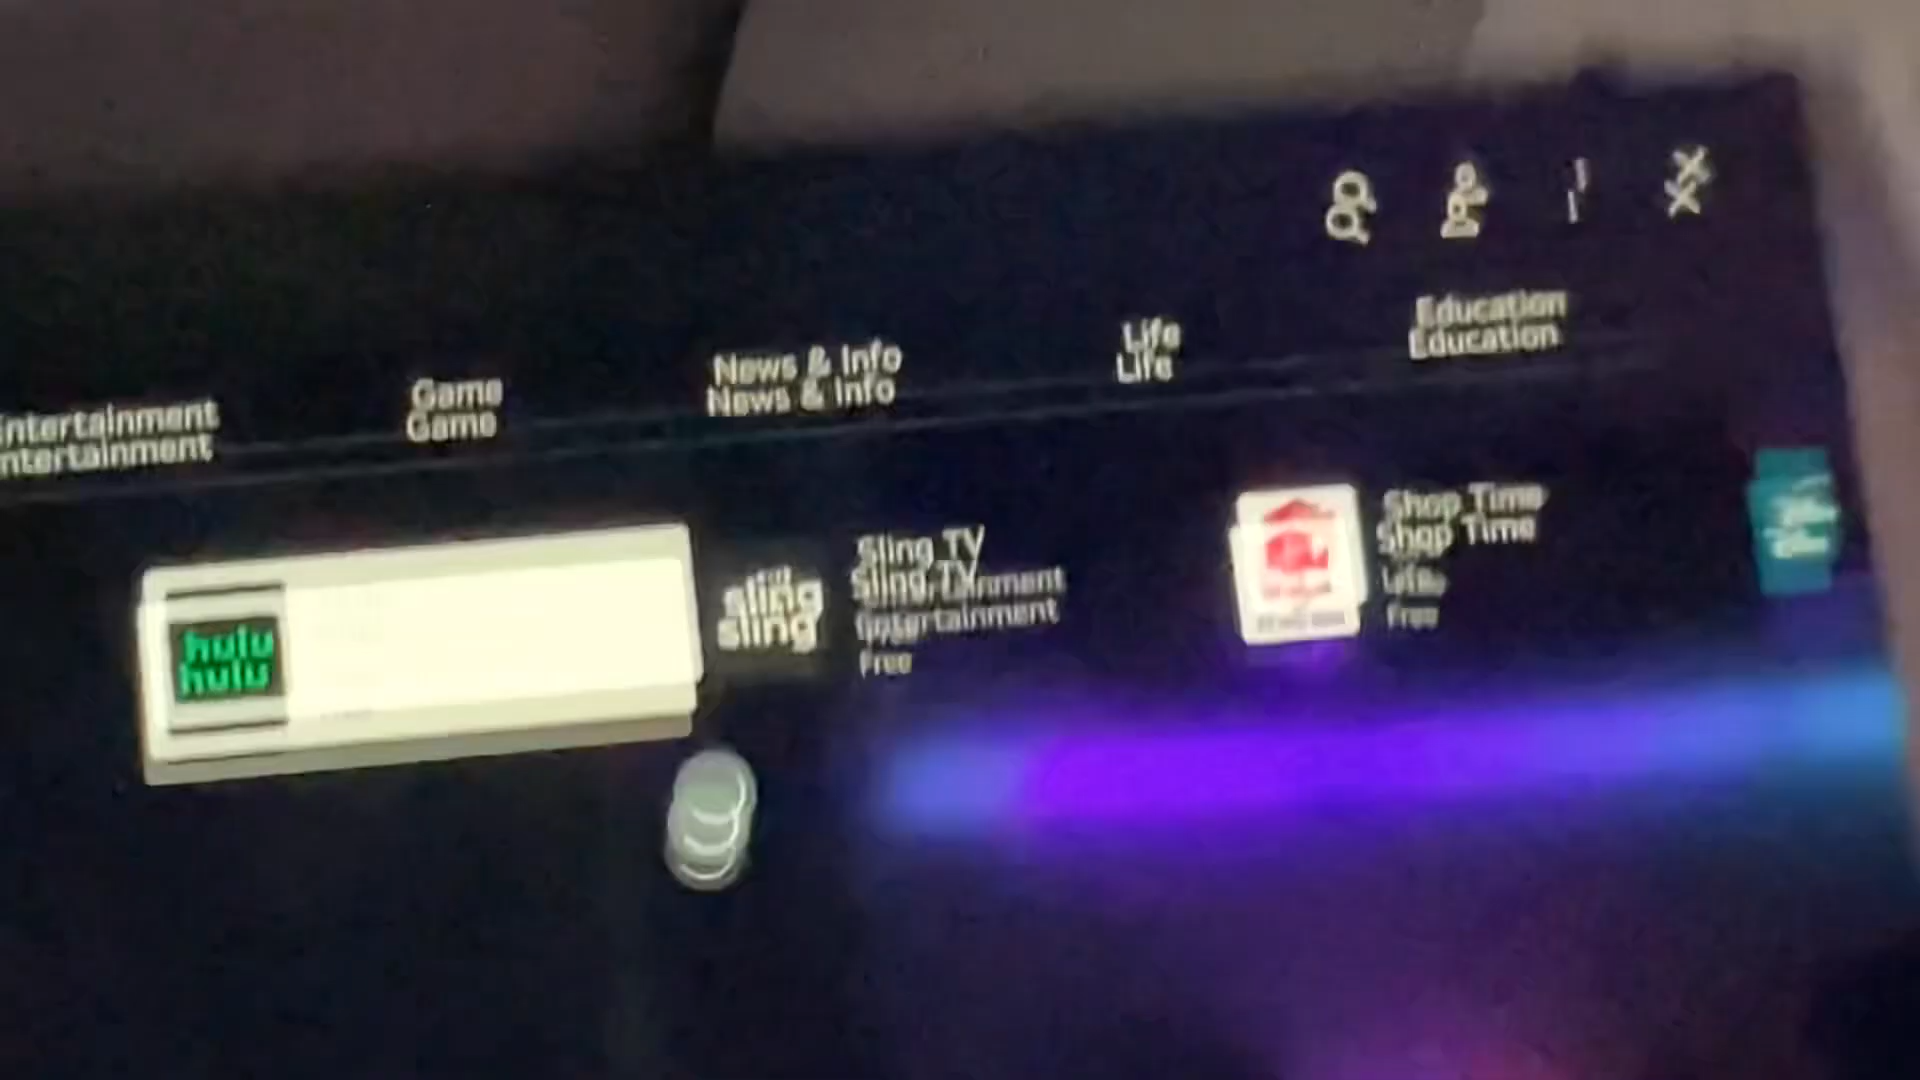 Entertainment
Game
News & Info
Life
Education
hulu
sling
Sling TV
Entertainment
Free
Shop Time
Life
Free